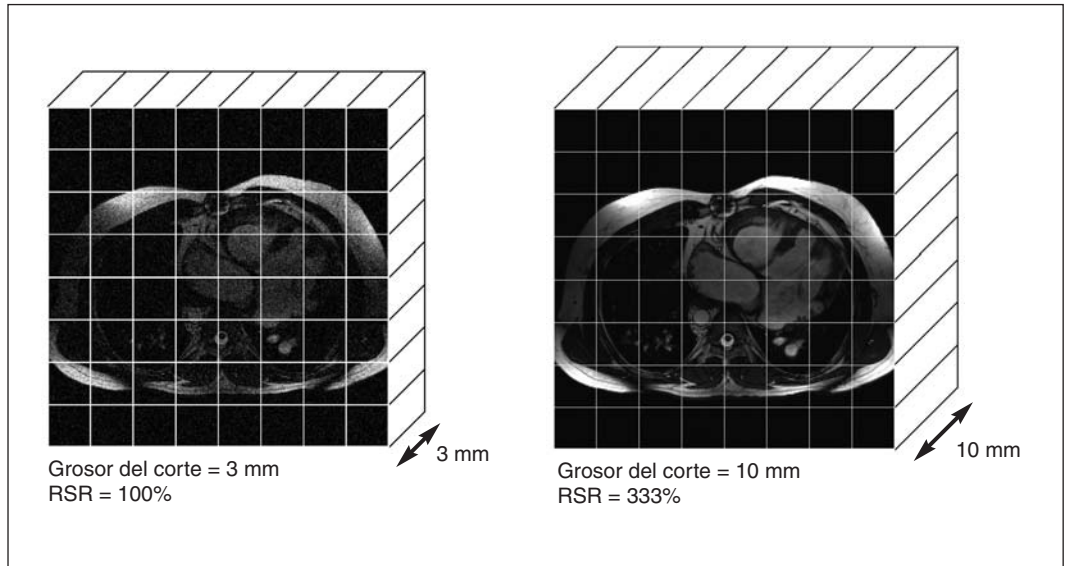 3 mm
Grosor del corte = 3 mm
RSR = 100%
10 mm
Grosor del corte = 10 mm
RSR = 333%